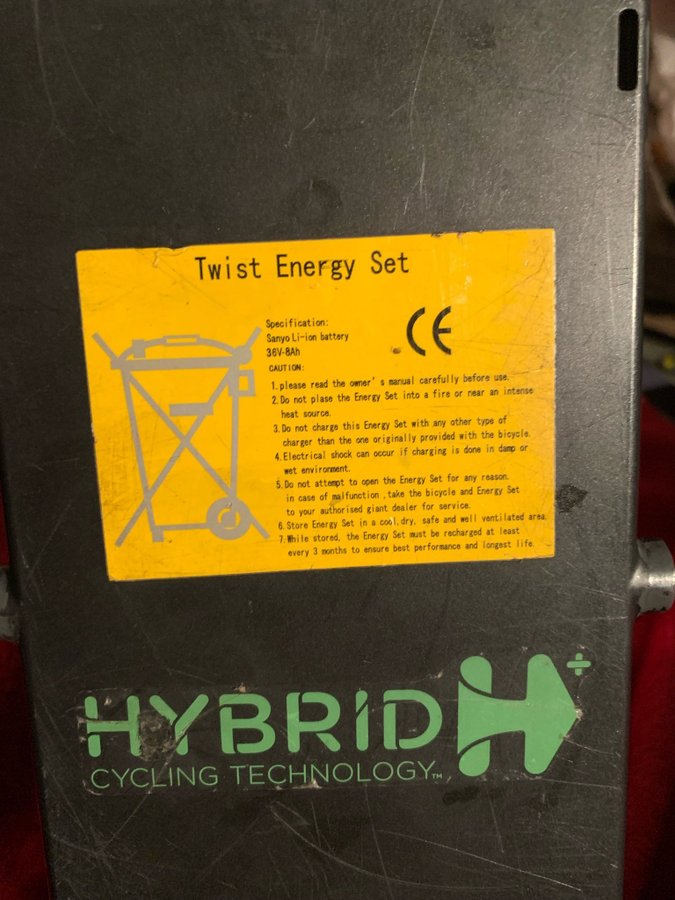 Twist Energy Set
Specification:
Sanyo Li-ion battery
36V-8Ah
CE
CAUTION:
1. please read the owner's manual carefully before use.
2. Do not plase the Energy Set into a fire or near an intense
heat source.
3. Do not charge this Energy Set with any other type of
charger than the one originally provided with the bicycle.
4. Electrical shock can occur if charging is done in damp or
wet environment.
5. Do not attempt to open the Energy Set for any reason.
in case of malfunction ,take the bicycle and Energy Set
to your authorised giant dealer for service.
6. Store Energy Set in a cool,dry, safe and well ventilated area.
7. While stored, the Energy Set must be recharged at least
every 3 months to ensure best performance and longest life.
HYBRID H+
CYCLING TECHNOLOGY™